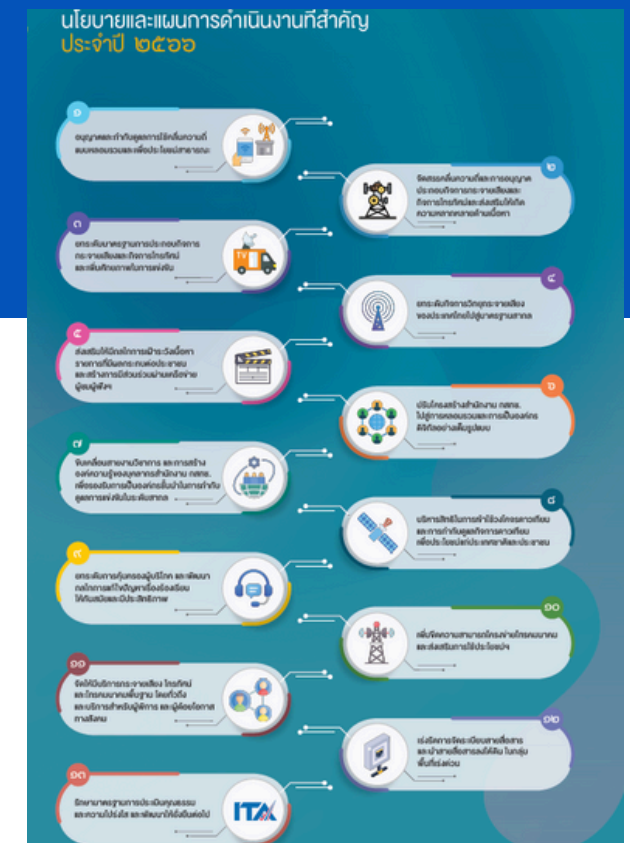 นโยบายและแผนการดำเนินงานที่สำคัญ
ประจำปี ๒๕๖๖
๑
อนุญาตและกำกับดูแลการใช้คลื่นความถี่
แบบหลอมรวมและเพื่อประโยชน์สาธารณะ
๒
จัดสรรคลื่นความถี่และการอนุญาต
ประกอบกิจการกระจายเสียงและ
กิจการโทรทัศน์และส่งเสริมให้เกิด
ความหลากหลายด้านเนื้อหา
๓
ยกระดับมาตรฐานการประกอบกิจการ
กระจายเสียงและกิจการโทรทัศน์
และเพิ่มศักยภาพในการแข่งขัน
TV
๔
ยกระดับกิจการวิทยุกระจายเสียง
ของประเทศไทยไปสู่มาตรฐานสากล
๕
ส่งเสริมให้มีกลไกการเฝ้าระวังเนื้อหา
รายการที่มีผลกระทบต่อประชาชน
และสร้างการมีส่วนร่วมผ่านเครือข่าย
ผู้ชมผู้ฟังฯ
๖
ปรับโครงสร้างสำนักงาน กสทช.
ไปสู่การหลอมรวมและการเป็นองค์กร
ดิจิทัลอย่างเต็มรูปแบบ
๗
ขับเคลื่อนสายงานวิชาการ และการสร้าง
องค์ความรู้ของบุคลากรสำนักงาน กสทช.
เพื่อรองรับการเป็นองค์กรชั้นนำในการกำกับ
ดูแลการแข่งขันในระดับสากล
๘
บริหารสิทธิในการเข้าใช้วงโคจรดาวเทียม
และการกำกับดูแลกิจการดาวเทียม
เพื่อประโยชน์แก่ประเทศชาติและประชาชน
๙
ยกระดับการคุ้มครองผู้บริโภค และพัฒนา
กลไกการแก้ไขปัญหาเรื่องร้องเรียน
ให้ทันสมัยและมีประสิทธิภาพ
๑๐
เพิ่มขีดความสามารถโครงข่ายโทรคมนาคม
และส่งเสริมการใช้ประโยชน์ฯ
๑๑
จัดให้มีบริการกระจายเสียง โทรทัศน์
และโทรคมนาคมพื้นฐาน โดยทั่วถึง
และบริการสำหรับผู้พิการ และผู้ด้อยโอกาส
ทางสังคม
๑๒
เร่งรัดการจัดระเบียบสายสื่อสาร
และนำสายสื่อสารลงใต้ดิน ในกลุ่ม
พื้นที่เร่งด่วน
๑๓
รักษามาตรฐานการประเมินคุณธรรม
และความโปร่งใส และพัฒนาให้ยั่งยืนต่อไป
ITA